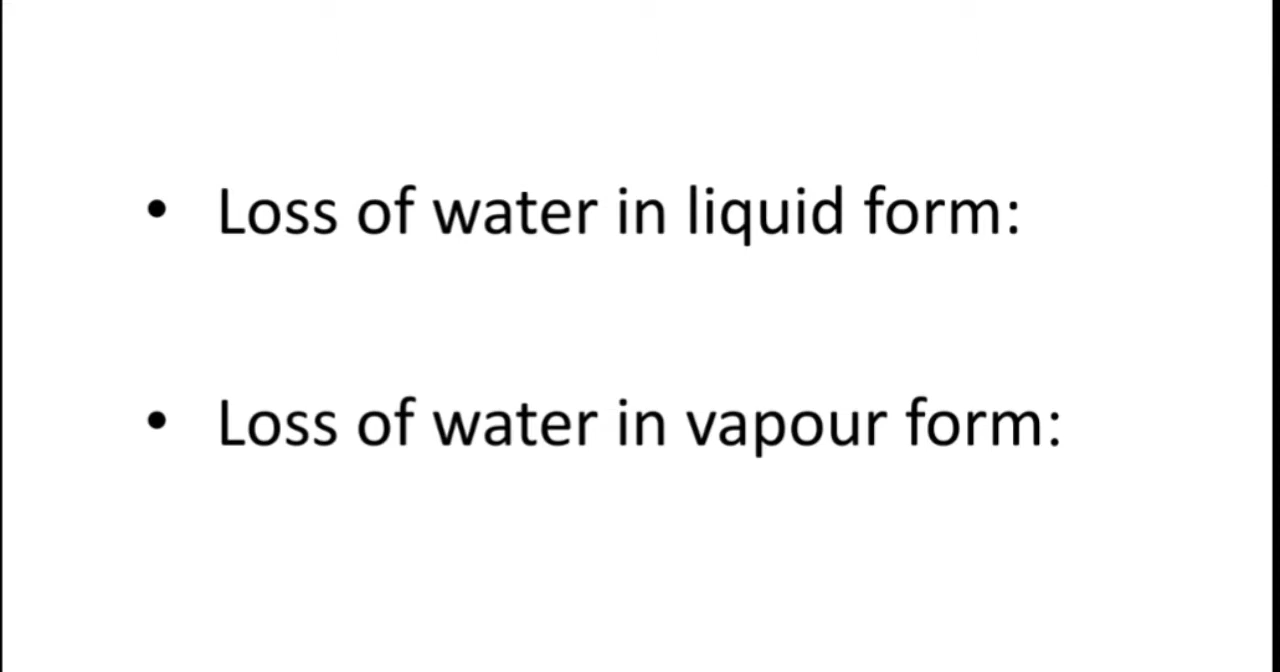 • Loss of water in liquid form:
• Loss of water in vapour form: